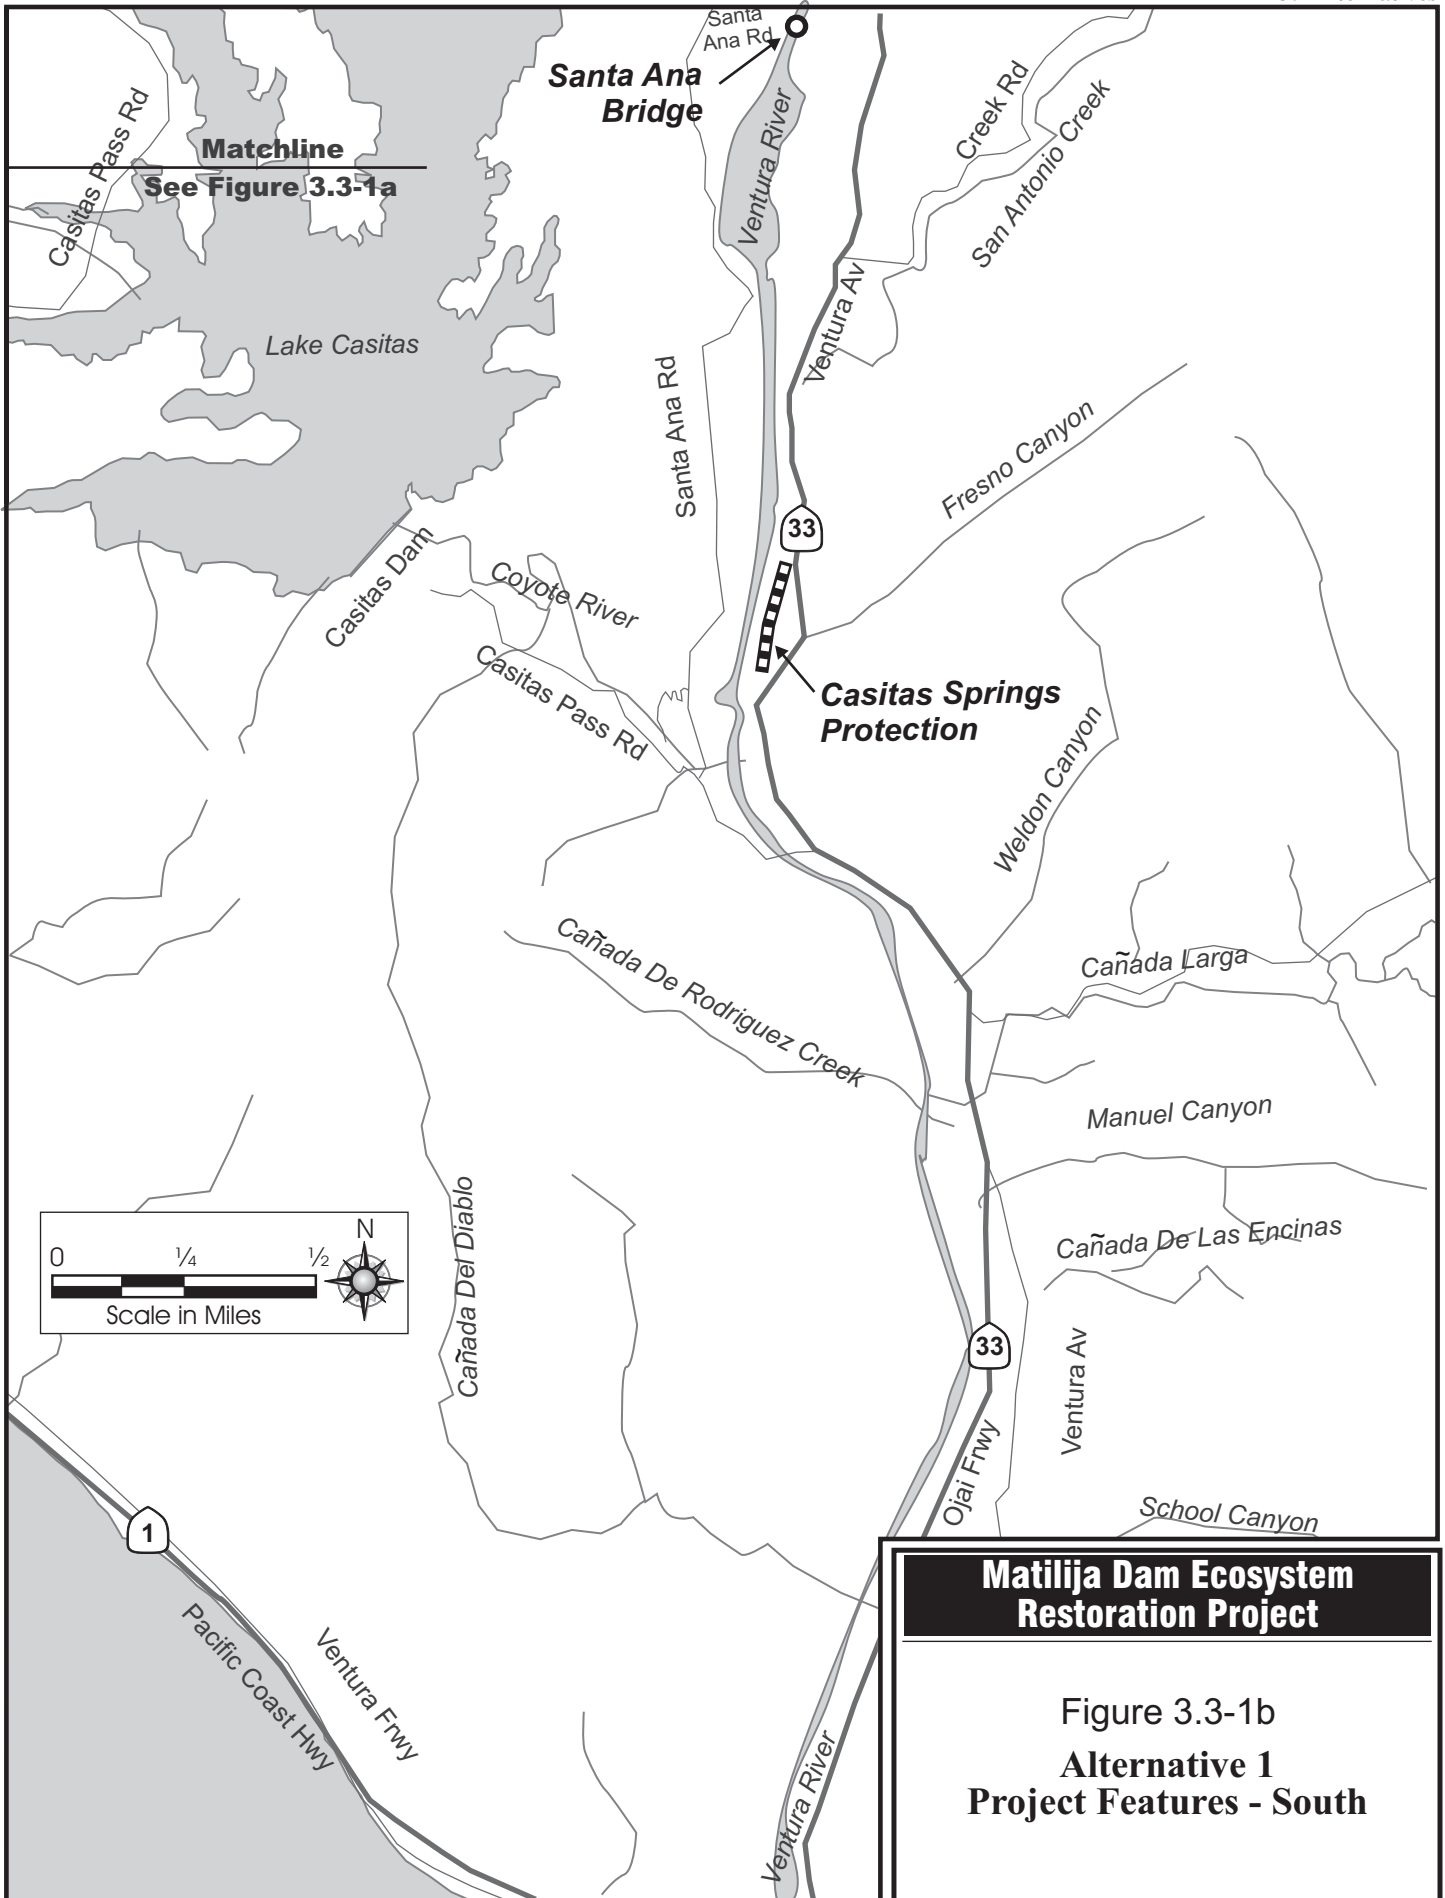 Santa
Ana Rd
Santa Ana
Bridge
Casitas Pass Rd
Matchline
See Figure 3.3-1a
Ventura River
Creek Rd
San Antonio Creek
Lake Casitas
Ventura Av
Santa Ana Rd
Fresno Canyon
33
Casitas Dam
Coyote River
Casitas Pass Rd
Casitas Springs
Protection
Weldon Canyon
Cañada De Rodriguez Creek
Cañada Larga
Manuel Canyon
Cañada Del Diablo
Cañada De Las Encinas
0 ¼ ½
N
Scale in Miles
33
Ventura Av
Ojai Frwy
School Canyon
1
Pacific Coast Hwy
Ventura Frwy
Ventura River
Matilija Dam Ecosystem
Restoration Project
Figure 3.3-1b
Alternative 1
Project Features - South